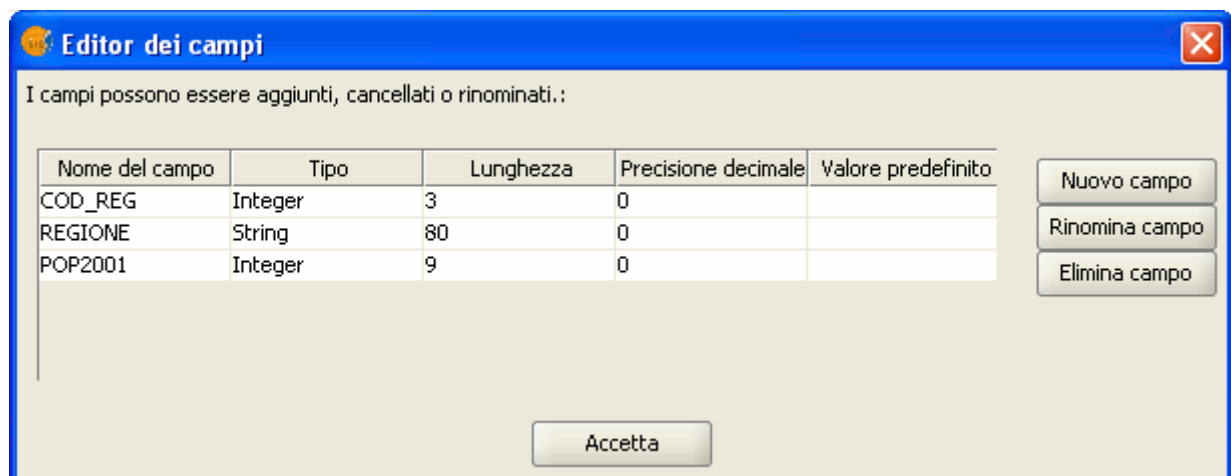 Editor dei campi
I campi possono essere aggiunti, cancellati o rinominati.:
Nome del campo Tipo Lunghezza Precisione decimale Valore predefinito
COD_REG Integer 3 0
REGIONE String 80 0
POP2001 Integer 9 0
Nuovo campo
Rinomina campo
Elimina campo
Accetta